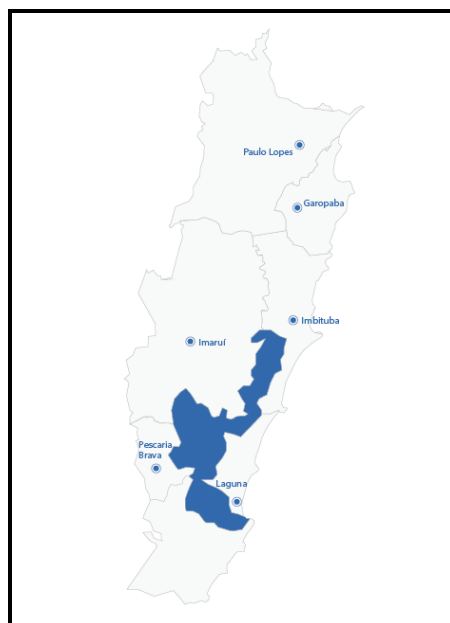 Paulo Lopes
Garopaba
Imbituba
Imaruí
Pescaria
Brava
Laguna